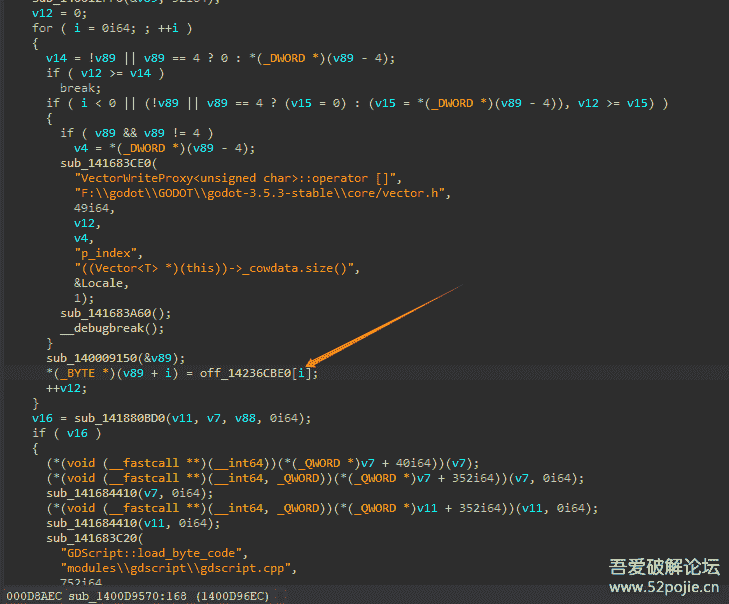 v12 = 0;
for ( i = 0i64; ; ++i )
{
v14 = !v89 || v89 == 4 ? 0 : *(_DWORD *)(v89 - 4);
if ( v12 >= v14 )
break;
if ( i < 0 || (!v89 || v89 == 4 ? (v15 = 0) : (v15 = *(_DWORD *)(v89 - 4)), v12 >= v15) )
{
if ( v89 && v89 != 4 )
v4 = *(_DWORD *)(v89 - 4);
sub_141683CE0(
"VectorWriteProxy<unsigned char>::operator []",
"F:\\godot\\GODOT\\godot-3.5.3-stable\\core/vector.h",
49i64,
v12,
v4,
"p_index",
"((Vector<T> *)(this))->_cowdata.size()",
&Locale,
1);
sub_141683A60();
__debugbreak();
}
sub_140009150(&v89);
*(_BYTE *)(v89 + i) = off_14236CBE0[i];
++v12;
}
v16 = sub_141880BD0(v11, v7, v88, 0i64);
if ( v16 )
{
(*(void (__fastcall **)(__int64))(*(_QWORD *)v7 + 40i64))(v7);
(*(void (__fastcall **)(__int64, _QWORD))(*(_QWORD *)v7 + 352i64))(v7, 0i64);
sub_141684410(v7, 0i64);
(*(void (__fastcall **)(__int64, _QWORD))(*(_QWORD *)v11 + 352i64))(v11, 0i64);
sub_141684410(v11, 0i64);
sub_141683C20(
"GDScript::load_byte_code",
"modules\\gdscript\\gdscript.cpp",
752i64
吾爱破解论坛
www.52pojie.cn
000D8AEC sub_1400D9570:168 (1400D96EC)